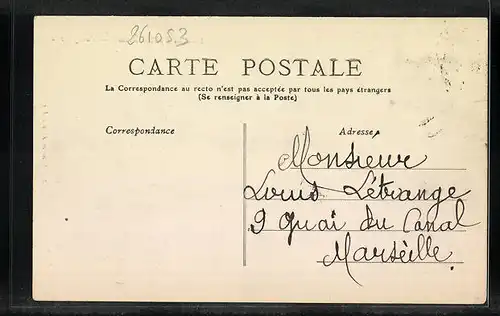 261053
CARTE POSTALE
La Correspondance au recto n'est pas acceptée par tous les pays étrangers
(Se renseigner à la Poste)
Correspondance
Adresse
Monsieur
Louis Létrange
9 Quai du Canal
Marseille